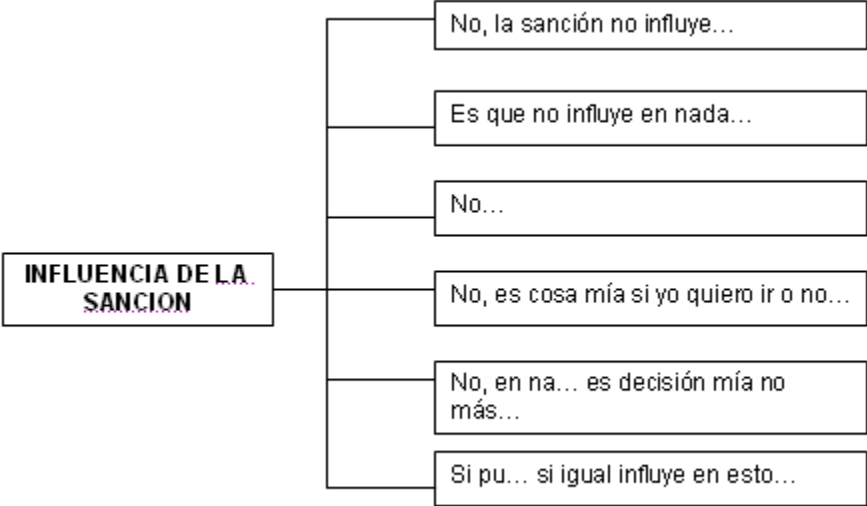 No, la sanción no influye...
Es que no influye en nada...
No...
INFLUENCIA DE LA
SANCION
No, es cosa mía si yo quiero ir o no...
No, en na... es decisión mía no
más...
Si pu... si igual influye en esto...